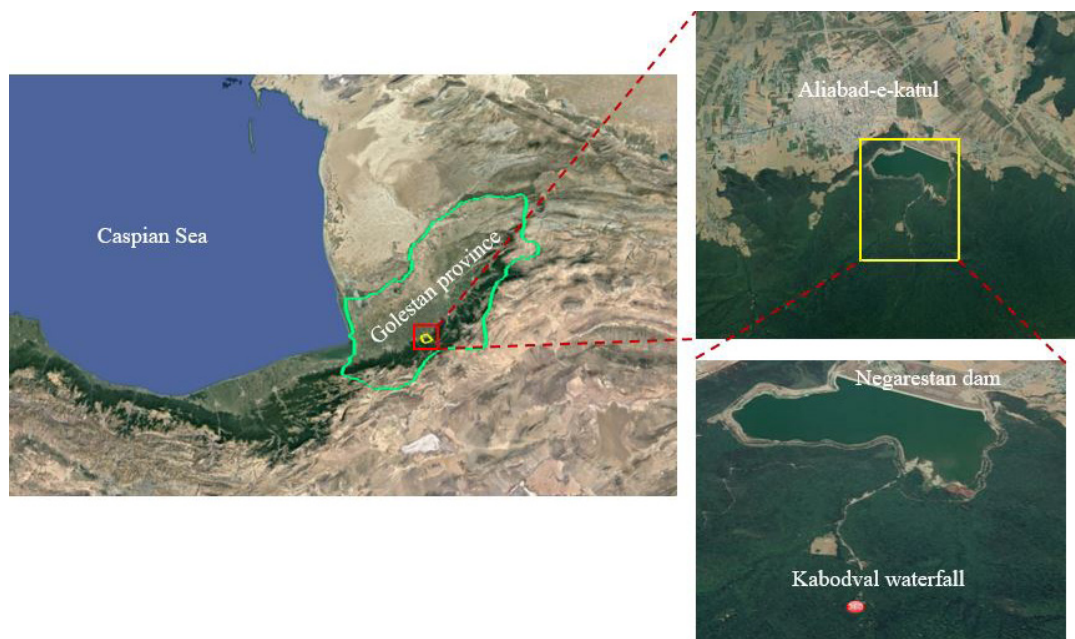 Caspian Sea
Golestan province
Aliabad-e-katul
Negarestan dam
Kabodval waterfall